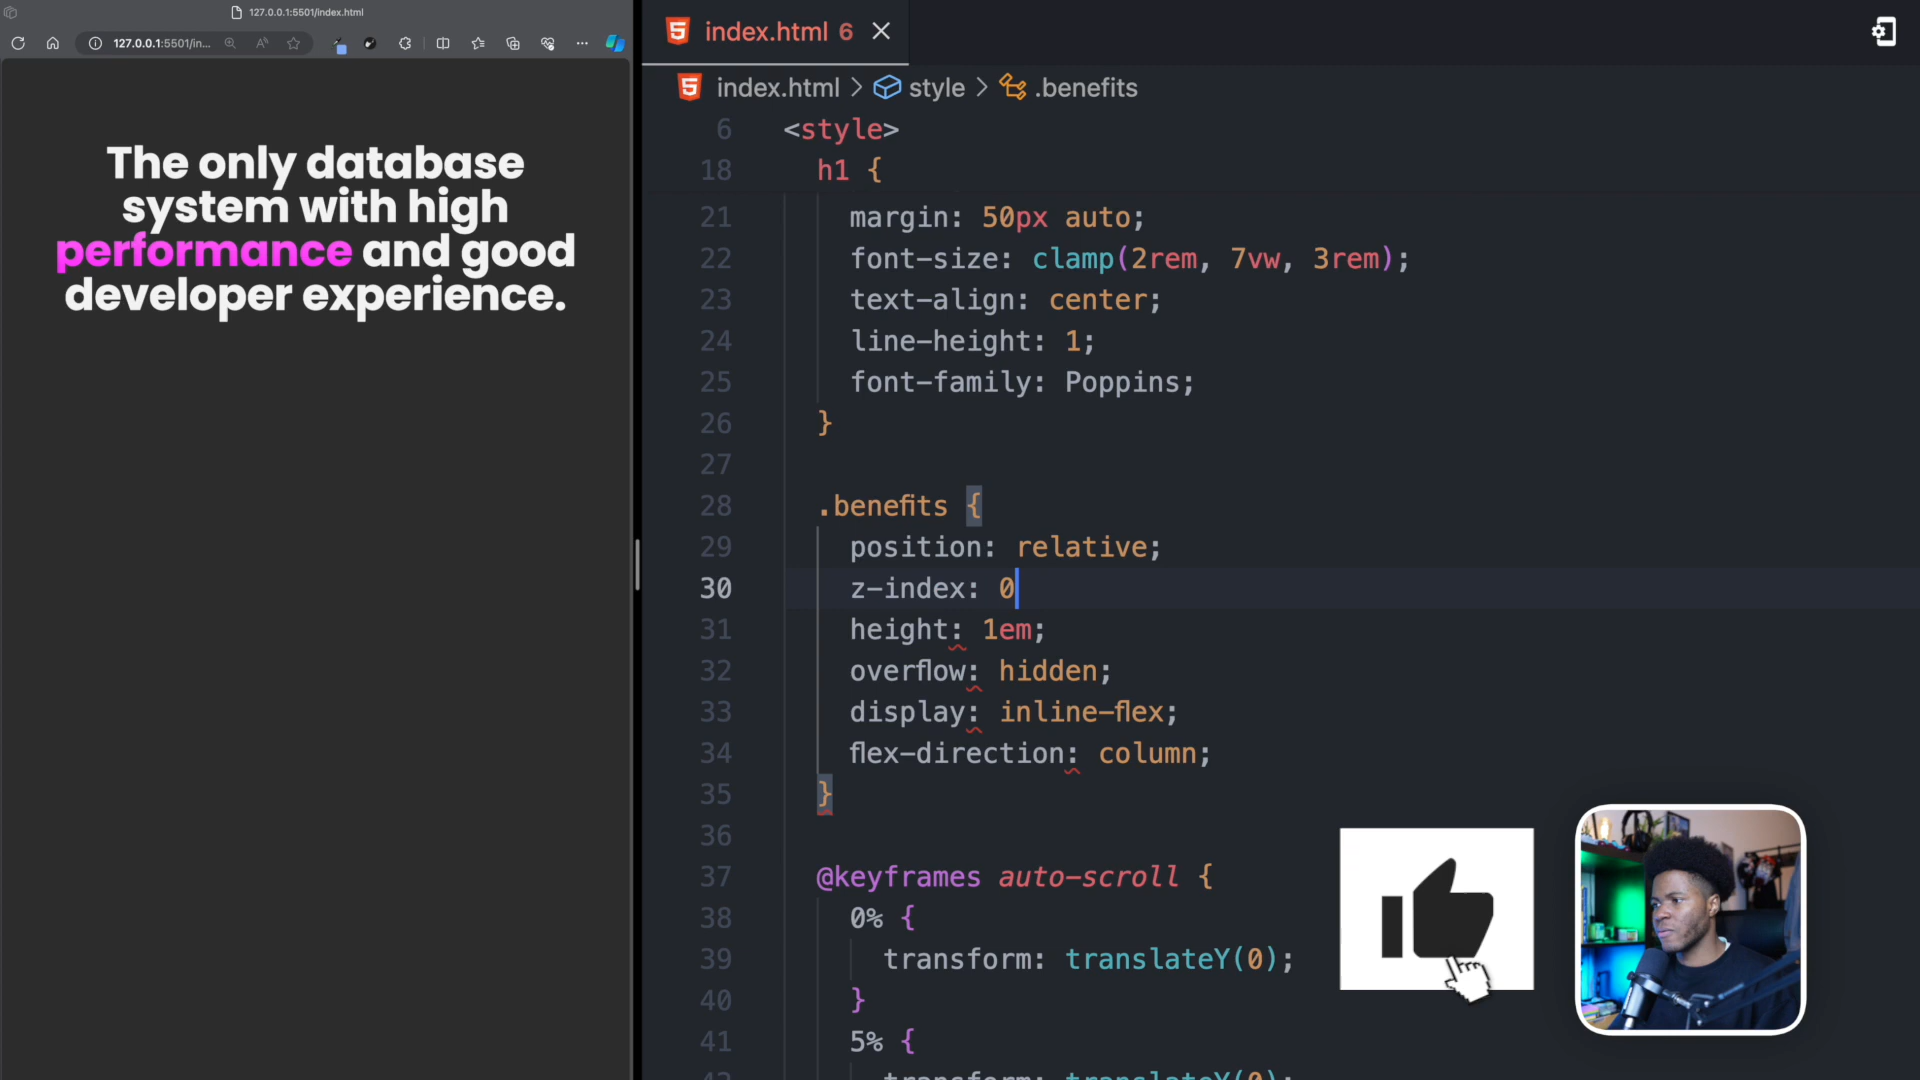 127.0.0.1:5501/index.html
127.0.0.1:5501/in...
The only database
system with high
performance and good
developer experience.
index.html 6
index.html > style > .benefits
6 <style>
18 h1 {
21 margin: 50px auto;
22 font-size: clamp(2rem, 7vw, 3rem);
23 text-align: center;
24 line-height: 1;
25 font-family: Poppins;
26 }
27
28 .benefits {
29 position: relative;
30 z-index: 0
31 height: 1em;
32 overflow: hidden;
33 display: inline-flex;
34 flex-direction: column;
35 }
36
37 @keyframes auto-scroll {
38 0% {
39 transform: translateY(0);
40 }
41 5% {
42 transform: translateY(0);